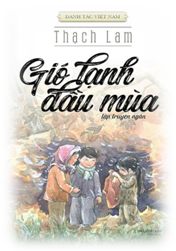 DANH TÁC VIỆT NAM
Thạch Lam
Gió lạnh
đầu mùa
tập truyện ngắn